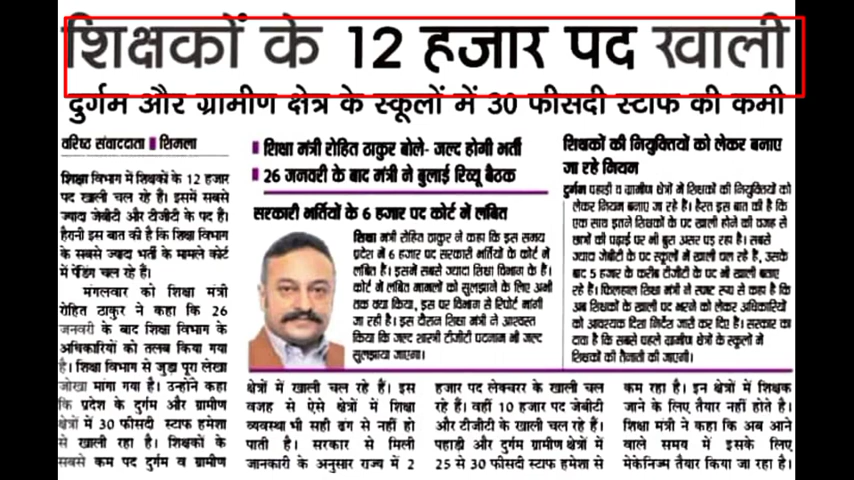 शिक्षकों के 12 हजार पद खाली
दुर्गम और ग्रामीण क्षेत्र के स्कूलों में 30 फीसदी स्टाफ की कमी
वरिष्ठ संवाददाता शिमला
शिक्षा विभाग में शिक्षकों के 12 हजार
पद खाली चल रहे हैं। इसमें सबसे
ज्यादा जेबीटी और टीजीटी के पद है।
हैरानी इस बात की है कि शिक्षा विभाग
के सबसे ज्यादा भर्ती के मामले कोर्ट
में पेंडिंग चल रहे हैं।
मंगलवार को शिक्षा मंत्री
रोहित ठाकुर ने कहा कि 26
जनवरी के बाद शिक्षा विभाग के
अधिकारियों को तलब किया गया
है। शिक्षा विभाग से जुड़ा पूरा लेखा
जोखा मांगा गया है। उन्होंने कहा
कि प्रदेश के दुर्गम और ग्रामीण
क्षेत्रों में 30 फीसदी स्टाफ हमेशा
से खाली रहा है। शिक्षकों के
सबसे कम पद दुर्गम व ग्रामीण
शिक्षा मंत्री रोहित ठाकुर बोले- जल्द होगी भर्ती
26 जनवरी के बाद मंत्री ने बुलाई रिव्यू बैठक
सरकारी भर्तियों के 6 हजार पद कोर्ट में लंबित
शिक्षा मंत्री रोहित ठाकुर ने कहा कि इस समय
प्रदेश में 6 हजार पद सरकारी भर्तियों के कोर्ट में
लंबित है। इसमें सबसे ज्यादा शिक्षा विभाग के है।
कोर्ट में लंबित मामलों को सुलझाने के लिए अभी
तक क्या किया, इस पर विभाग से रिपोर्ट मांगी
जा रही है। इस दौरान शिक्षा मंत्री ने आश्वस्त
किया कि जल्द शास्त्री टीजीटी पदनाम भी जल्द
सुलझाया जाएगा।
क्षेत्रों में खाली चल रहे हैं। इस
वजह से ऐसे क्षेत्रों में शिक्षा
व्यवस्था भी सही ढंग से नहीं हो
पाती है। सरकार से मिली
जानकारी के अनुसार राज्य में 2
हजार पद लेक्चरर के खाली चल
रहे हैं। वहीं 10 हजार पद जेबीटी
और टीजीटी के खाली चल रहे हैं।
पहाड़ी और दुर्गम ग्रामीण क्षेत्रों में
25 से 30 फीसदी स्टाफ हमेशा से
शिक्षकों की नियुक्तियों को लेकर बनाए
जा रहे नियम
दुर्गम पहाड़ी व ग्रामीण क्षेत्रों में शिक्षकों की नियुक्तियों को
लेकर नियम बनाए जा रहे हैं। हैरत इस बात की है कि
एक साथ इतने शिक्षकों के पद खाली होने की वजह से
छात्रों की पढ़ाई पर भी बुरा असर पड़ रहा है। सबसे
ज्यादा जेबीटी के पद स्कूलों में खाली चल रहे है, उसके
बाद 5 हजार के करीब टीजीटी के पद भी खाली बताए
रहे है। फिलहाल शिक्षा मंत्री ने स्पष्ट रूप से कहा है कि
अब शिक्षकों के खाली पद भरने को लेकर अधिकारियों
को आवश्यक दिशा निर्देश जारी कर दिए है। सरकार का
दावा है कि सबसे पहले ग्रामीण क्षेत्रों के स्कूलों में
शिक्षकों की तैनाती की जाएगी।
कम रहा है। इन क्षेत्रों में शिक्षक
जाने के लिए तैयार नहीं होते है।
शिक्षा मंत्री ने कहा कि अब आने
वाले समय में इसके लिए
मेकेनिज्म तैयार किया जा रहा है।